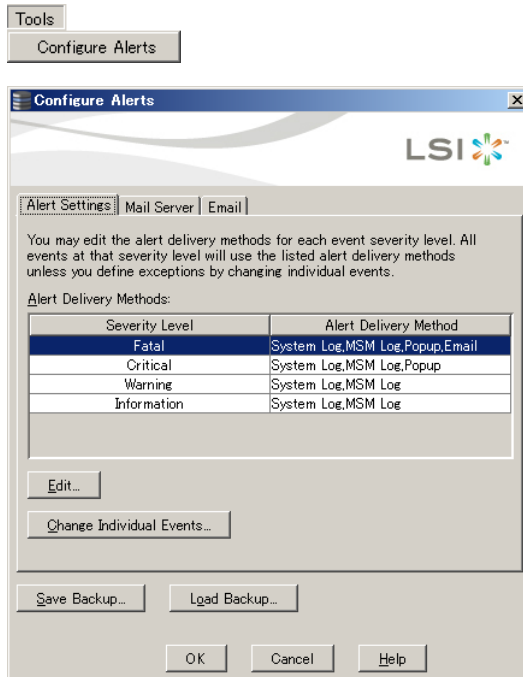 Tools
Configure Alerts
Configure Alerts
LSI
Alert Settings Mail Server Email
You may edit the alert delivery methods for each event severity level. All
events at that severity level will use the listed alert delivery methods
unless you define exceptions by changing individual events.
Alert Delivery Methods:
Severity Level Alert Delivery Method
Fatal System Log,MSM Log,Popup,Email
Critical System Log,MSM Log,Popup
Warning System Log,MSM Log
Information System Log,MSM Log
Edit...
Change Individual Events...
Save Backup... Load Backup...
OK Cancel Help